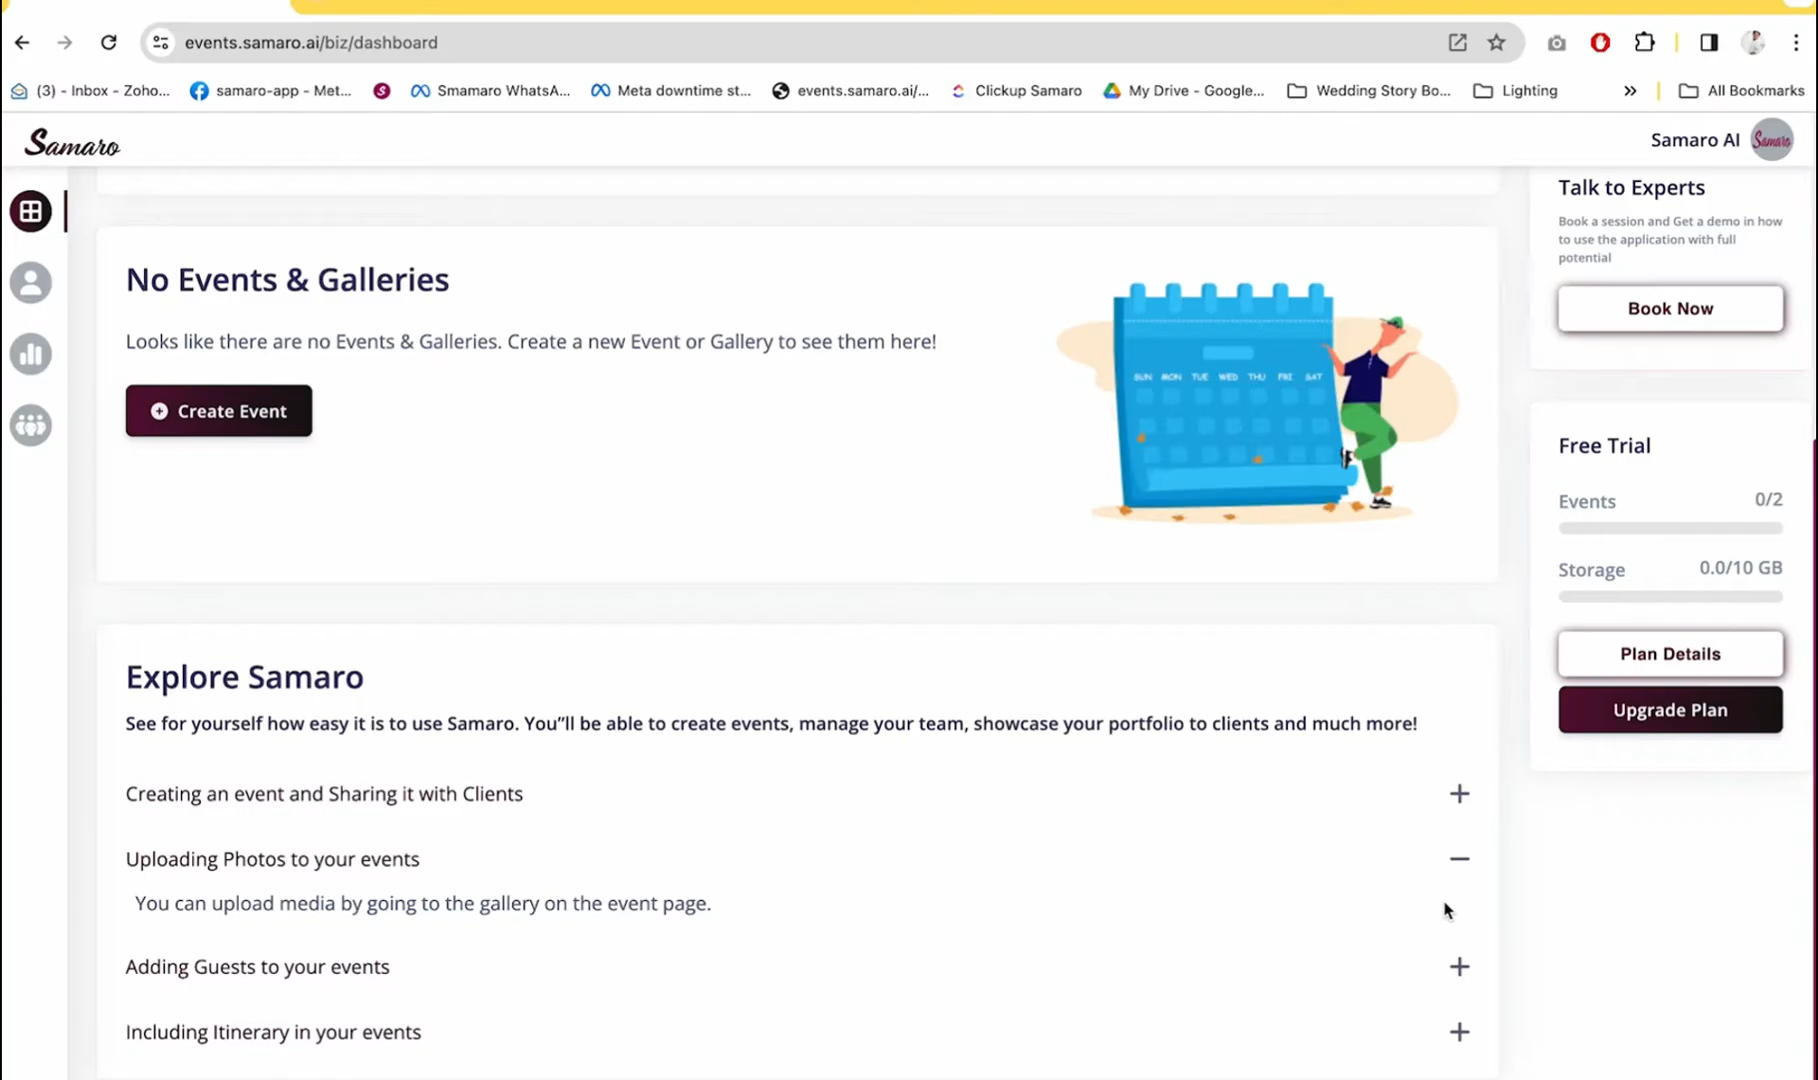 events.samaro.ai/biz/dashboard
(3) - Inbox - Zoho...
samaro-app - Met...
Smamaro WhatsA...
Meta downtime st...
events.samaro.ai/...
Clickup Samaro
My Drive - Google...
Wedding Story Bo...
Lighting
»
All Bookmarks
Samaro
Samaro AI
Samaro
No Events & Galleries
Looks like there are no Events & Galleries. Create a new Event or Gallery to see them here!
Create Event
SUN MON TUE WED THU FRI SAT
Talk to Experts
Book a session and Get a demo in how
to use the application with full
potential
Book Now
Free Trial
Events 0/2
Storage 0.0/10 GB
Plan Details
Upgrade Plan
Explore Samaro
See for yourself how easy it is to use Samaro. You"ll be able to create events, manage your team, showcase your portfolio to clients and much more!
Creating an event and Sharing it with Clients
Uploading Photos to your events
You can upload media by going to the gallery on the event page.
Adding Guests to your events
Including Itinerary in your events